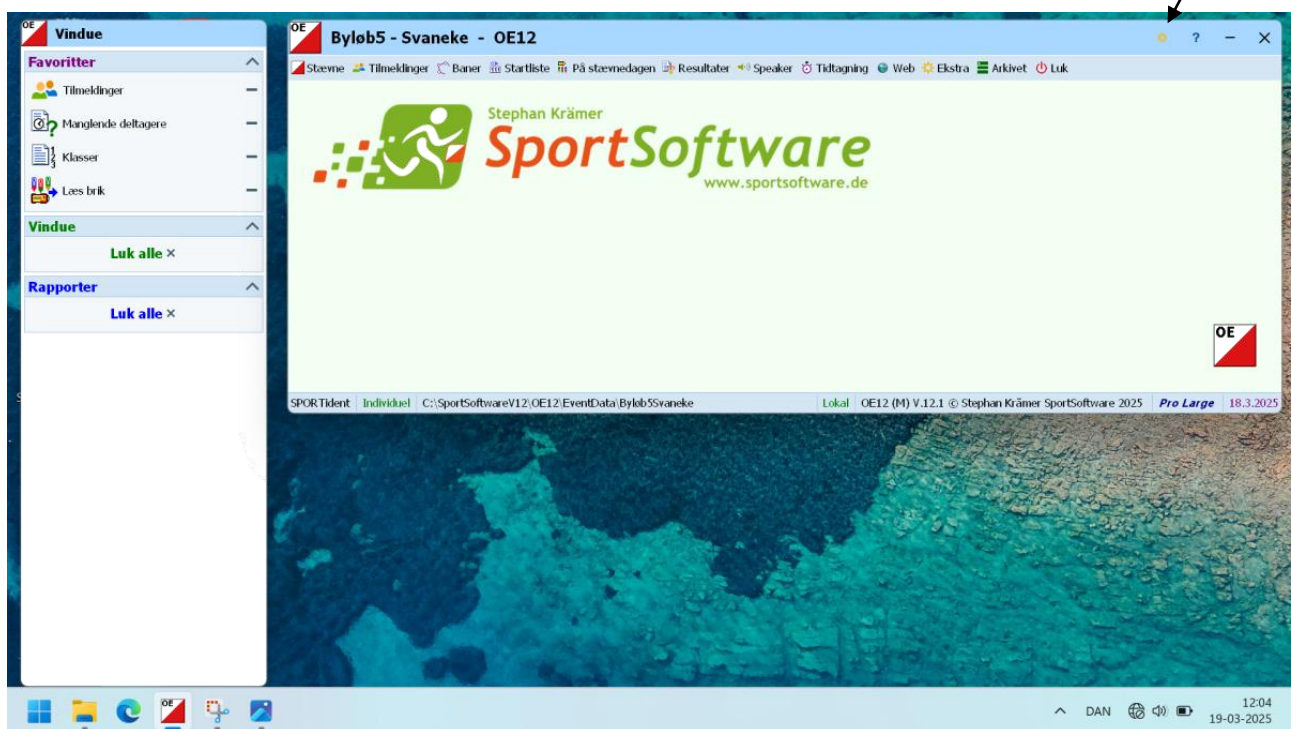 OE
Vindue
Favoritter
Tilmeldinger
Manglende deltagere
Klasser
Læs brik
Vindue
Luk alle ×
Rapporter
Luk alle ×
OE
Byløb5 - Svaneke - OE12
?
Stævne Tilmeldinger Baner Startliste På stævnedagen Resultater Speaker Tidtagning Web Ekstra Arkivet Luk
Stephan Krämer
SportSoftware
www.sportsoftware.de
OE
SPORTident Individuel C:\SportSoftwareV12\OE12\EventData\Byløb5Svaneke Lokal OE12 (M) V.12.1 © Stephan Krämer SportSoftware 2025 Pro Large 18.3.2025
OE
DAN
12:04
19-03-2025